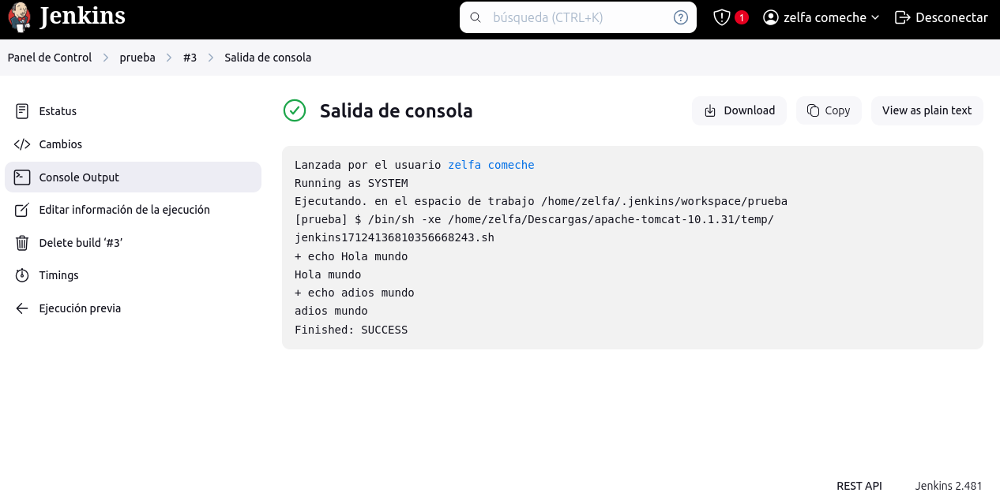 Jenkins
búsqueda (CTRL+K)
1
zelfa comeche
Desconectar
Panel de Control
prueba
#3
Salida de consola
Estatus
Cambios
Console Output
Editar información de la ejecución
Delete build ‘#3’
Timings
Ejecución previa
Salida de consola
Download
Copy
View as plain text
Lanzada por el usuario zelfa comeche
Running as SYSTEM
Ejecutando. en el espacio de trabajo /home/zelfa/.jenkins/workspace/prueba
[prueba] $ /bin/sh -xe /home/zelfa/Descargas/apache-tomcat-10.1.31/temp/
jenkins17124136810356668243.sh
+ echo Hola mundo
Hola mundo
+ echo adios mundo
adios mundo
Finished: SUCCESS
REST API
Jenkins 2.481